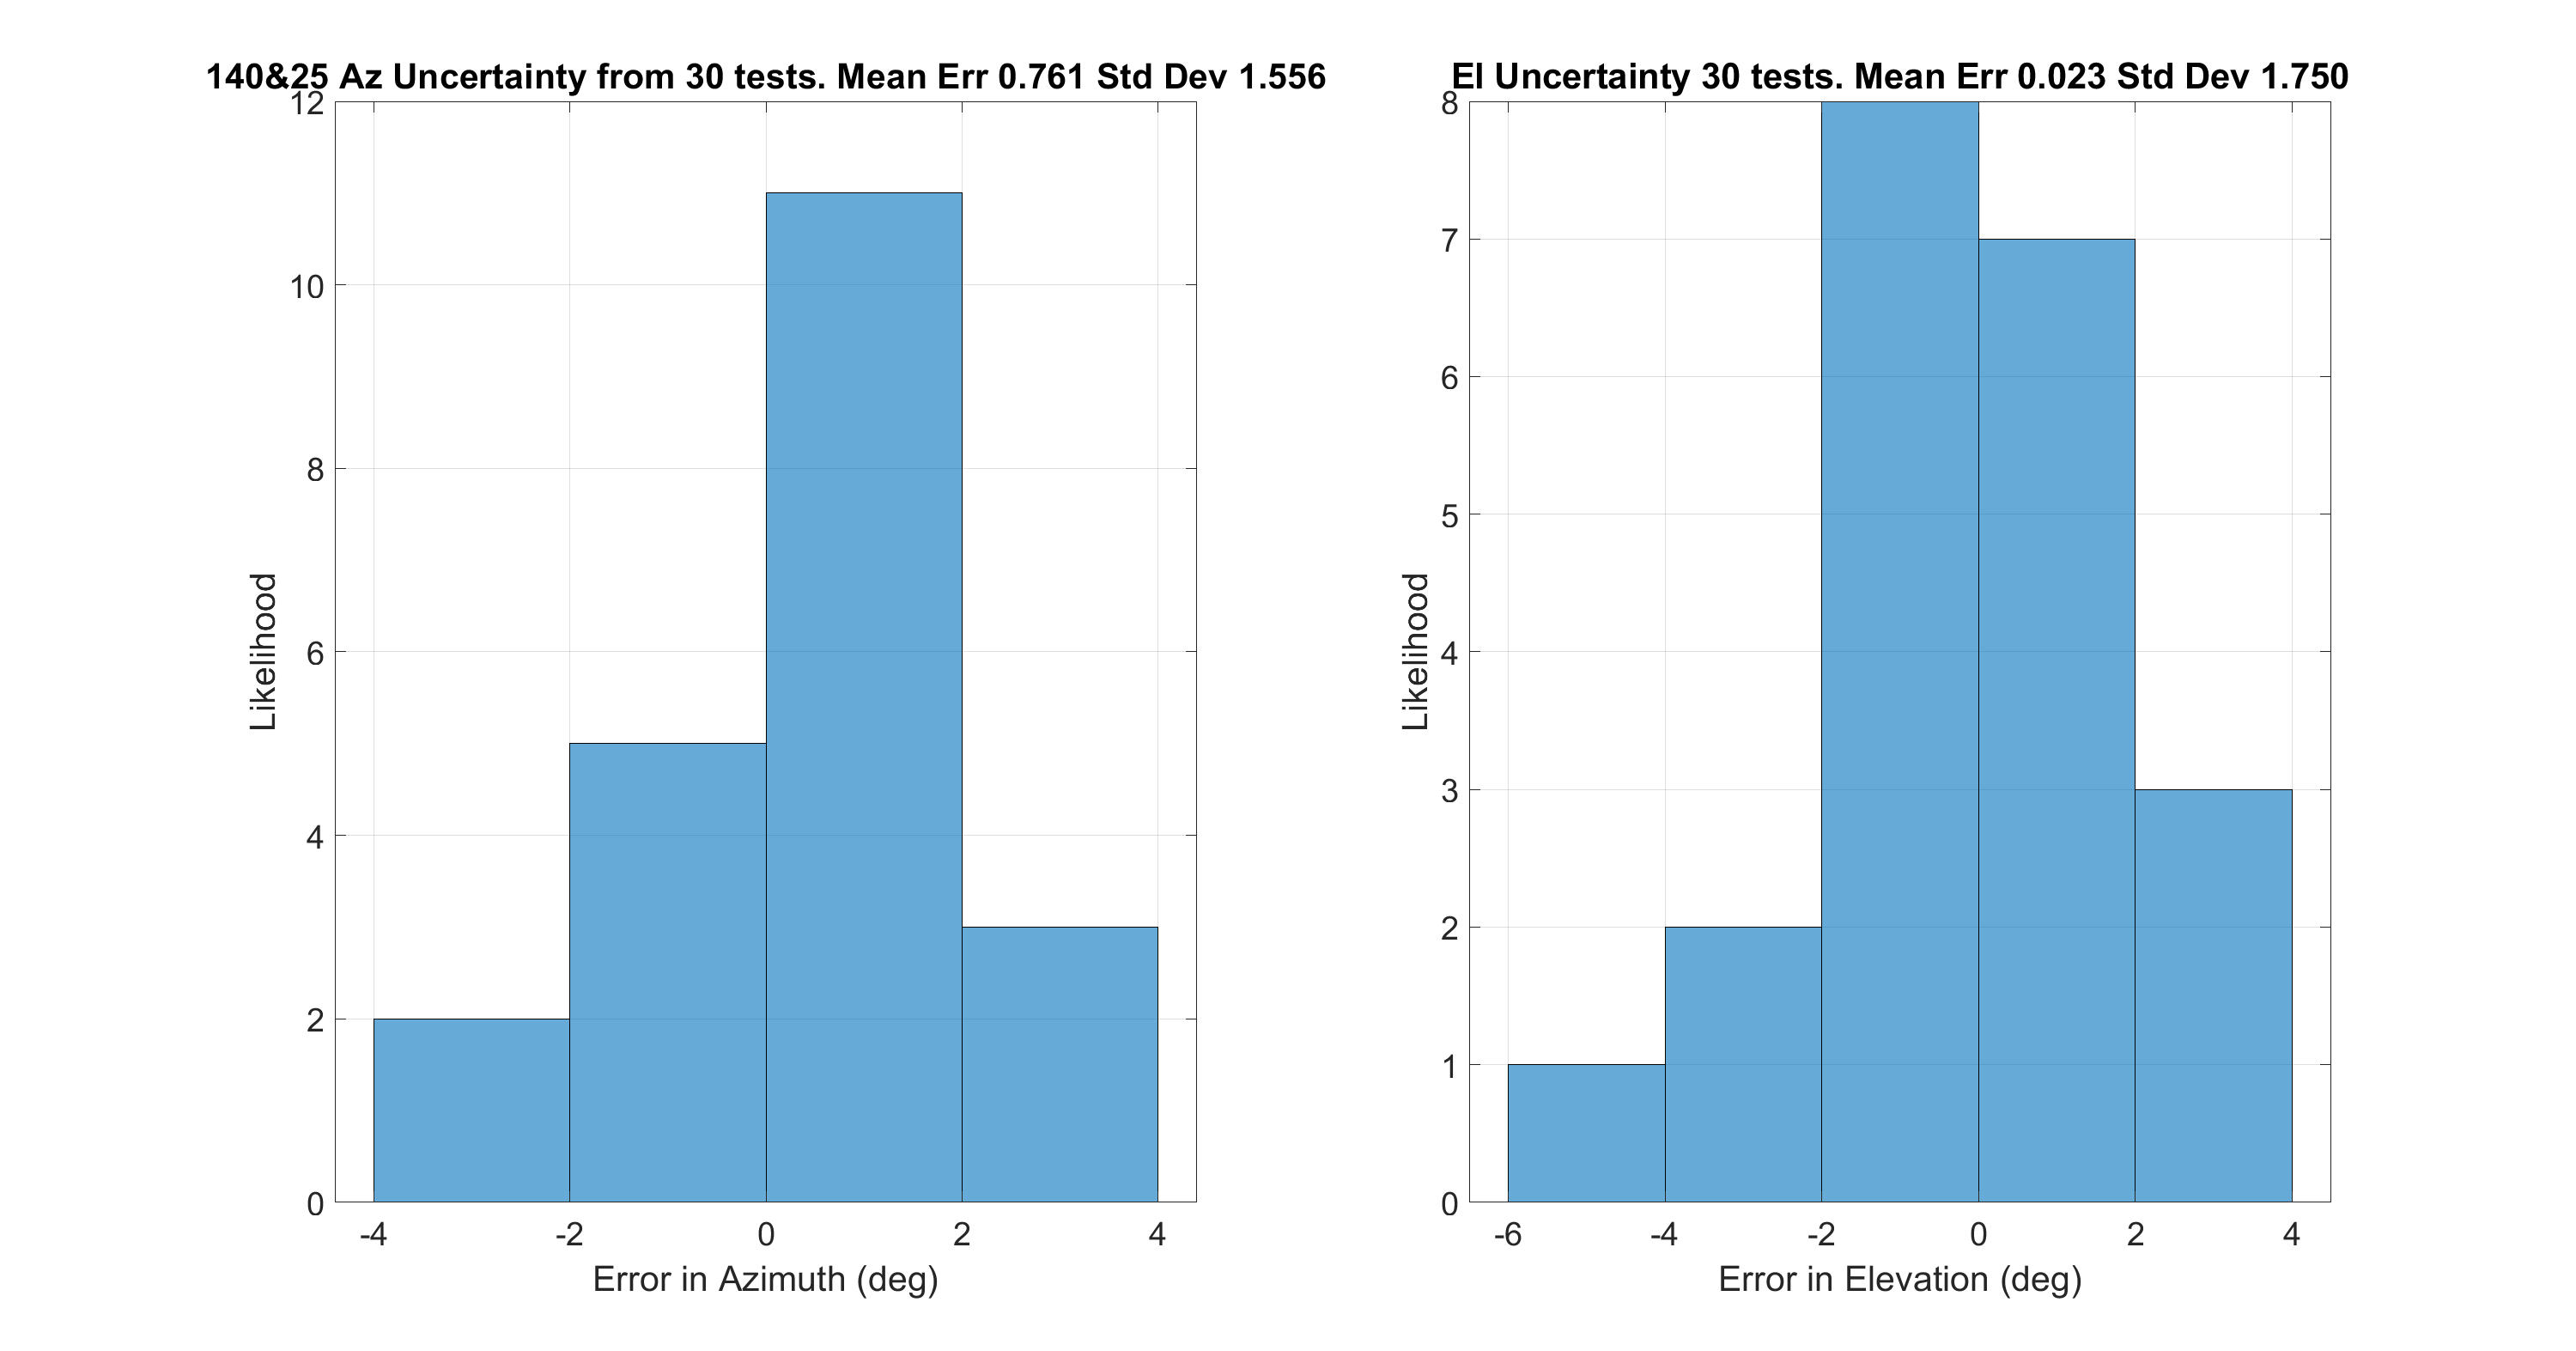 140&25 Az Uncertainty from 30 tests. Mean Err 0.761 Std Dev 1.556
12
10
8
6
4
2
0
Likelihood
-4 -2 0 2 4
Error in Azimuth (deg)
El Uncertainty 30 tests. Mean Err 0.023 Std Dev 1.750
8
7
6
5
4
3
2
1
0
Likelihood
-6 -4 -2 0 2 4
Error in Elevation (deg)